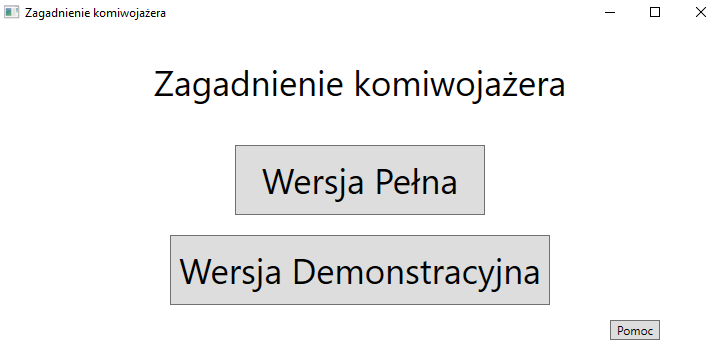 Zagadnienie komiwojażera
Zagadnienie komiwojażera
Wersja Pełna
Wersja Demonstracyjna
Pomoc